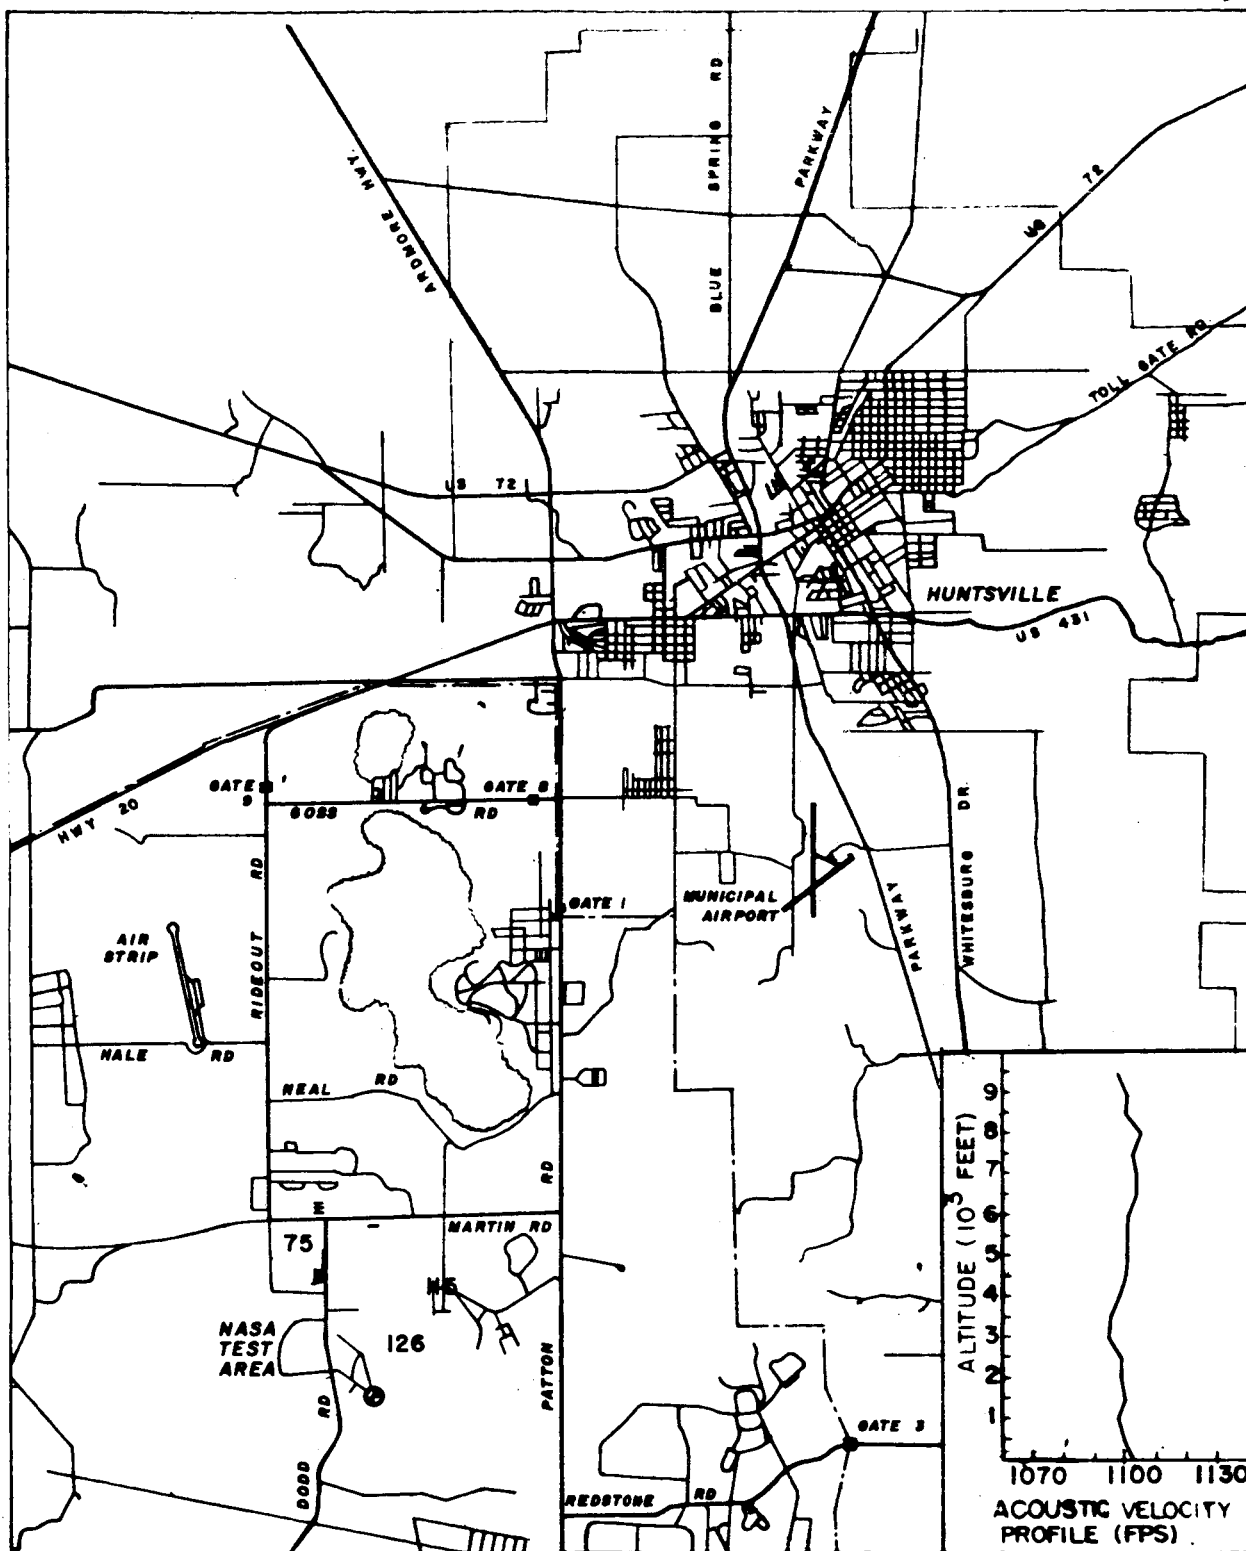 BLUE SPRING RD
PARKWAY
US 72
ARDMORE HWY.
TOLL GATE RD
US 72
HUNTSVILLE
US 431
GATE 9
GATE 8
GOSS RD
HWY 20
RIDEOUT RD
GATE 1
MUNICIPAL
AIRPORT
PARKWAY
WHITESBURG DR.
AIR
STRIP
HALE RD
NEAL RD
PATTON RD
MARTIN RD
75
126
NASA
TEST
AREA
DODD RD
GATE 3
REDSTONE RD
ALTITUDE (10³ FEET)
9
8
7
6
5
4
3
2
1
1070 1100 1130
ACOUSTIC VELOCITY
PROFILE (FPS)